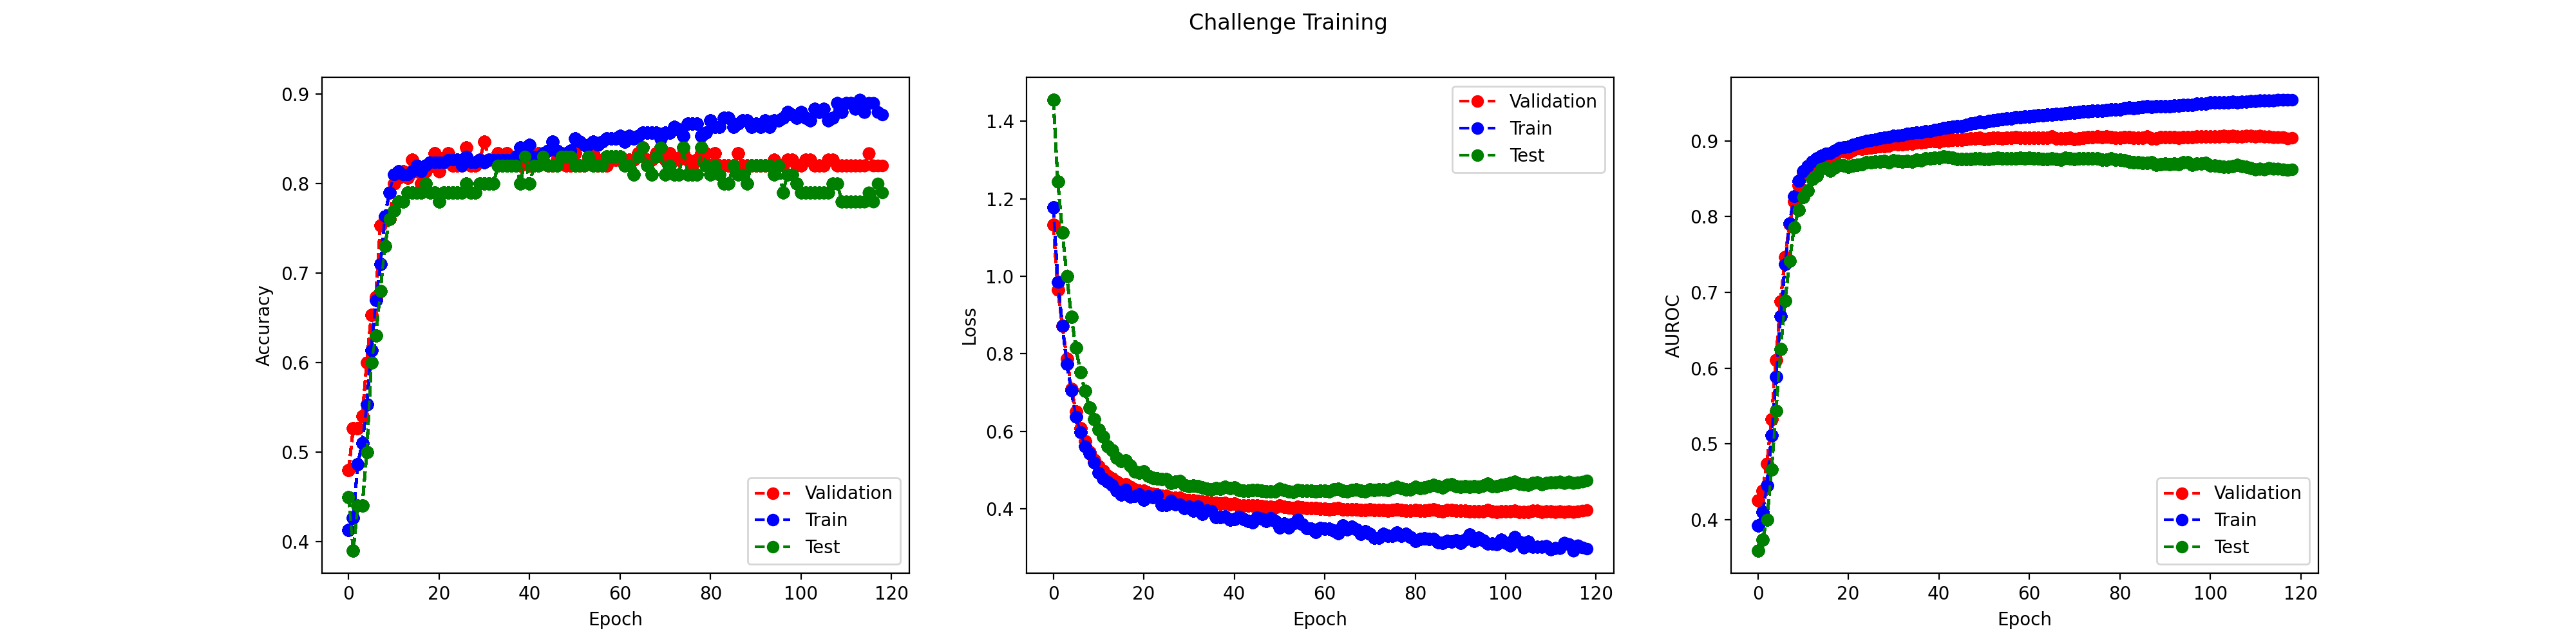 Challenge Training
Accuracy
0.9
0.8
0.7
0.6
0.5
0.4
0 20 40 60 80 100 120
Epoch
Validation
Train
Test
Loss
1.4
1.2
1.0
0.8
0.6
0.4
0 20 40 60 80 100 120
Epoch
Validation
Train
Test
AUROC
0.9
0.8
0.7
0.6
0.5
0.4
0 20 40 60 80 100 120
Epoch
Validation
Train
Test